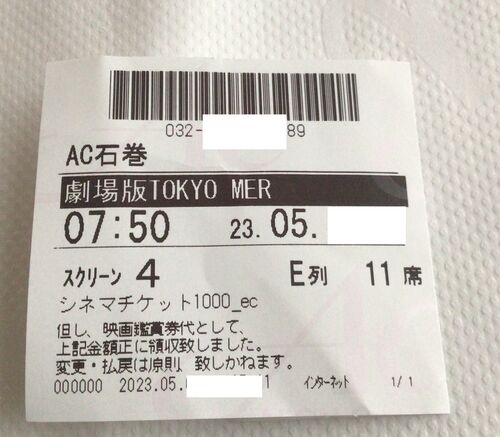 032- 89
AC石巻
劇場版TOKYO MER
07:50 23.05.
スクリーン 4 E列 11席
シネマチケット1000_ec
但し、映画鑑賞券代として、
上記金額正に領収致しました。
変更・払戻は原則 致しかねます。
000000 2023.05. 1 インターネット 1/1